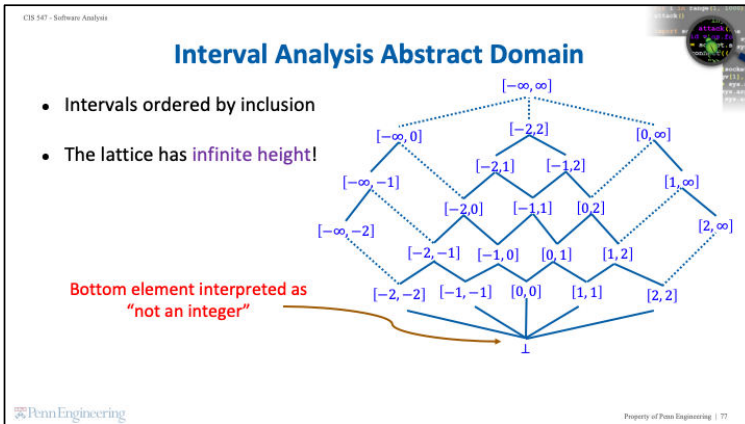 CIS 547 - Software Analysis
Interval Analysis Abstract Domain
• Intervals ordered by inclusion
• The lattice has infinite height!
[−∞, ∞]
[−∞, 0] [−2,2] [0, ∞]
[−2,1] [−1,2]
[−∞, −1] [1, ∞]
[−2,0] [−1,1] [0,2]
[−∞, −2] [2, ∞]
[−2, −1] [−1, 0] [0, 1] [1, 2]
[−2, −2] [−1, −1] [0, 0] [1, 1] [2, 2]
Bottom element interpreted as
“not an integer”
⊥
Penn Engineering
Property of Penn Engineering | 77